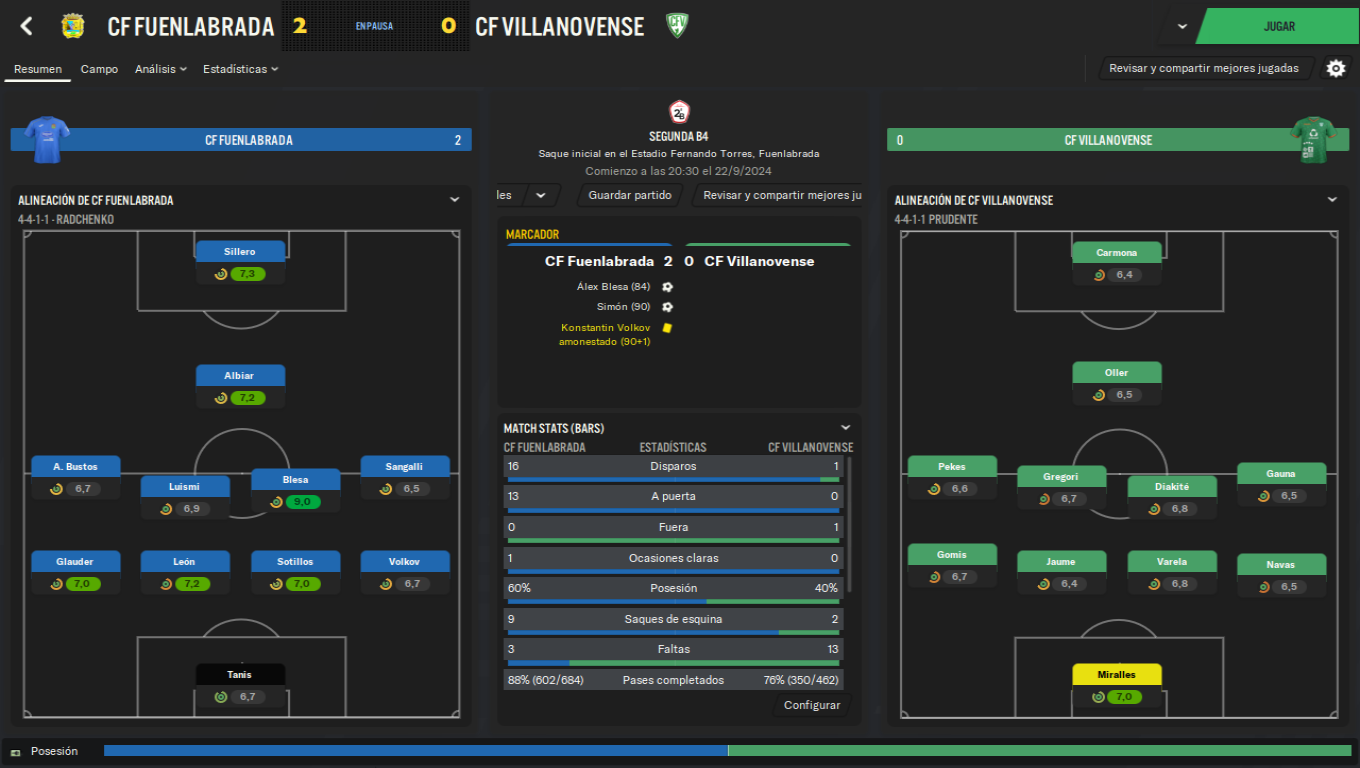 CF FUENLABRADA 2 EN PAUSA 0 CF VILLANOVENSE
JUGAR
Resumen Campo Análisis Estadísticas
Revisar y compartir mejores jugadas
CF FUENLABRADA 2
ALINEACIÓN DE CF FUENLABRADA
4-4-1-1 - RADCHENKO
Sillero
7,3
Albiar
7,2
A. Bustos
6,7
Luismi
6,9
Blesa
9,0
Sangalli
6,5
Glauder
7,0
León
7,2
Sotillos
7,0
Volkov
6,7
Tanis
6,7
2B
SEGUNDA B4
Saque inicial en el Estadio Fernando Torres, Fuenlabrada
Comienzo a las 20:30 el 22/9/2024
les
Guardar partido
Revisar y compartir mejores ju
MARCADOR
CF Fuenlabrada 2 0 CF Villanovense
Álex Blesa (84)
Simón (90)
Konstantin Volkov
amonestado (90+1)
MATCH STATS (BARS)
CF FUENLABRADA ESTADÍSTICAS CF VILLANOVENSE
16 Disparos 1
13 A puerta 0
0 Fuera 1
1 Ocasiones claras 0
60% Posesión 40%
9 Saques de esquina 2
3 Faltas 13
88% (602/684) Pases completados 76% (350/462)
Configurar
0 CF VILLANOVENSE
ALINEACIÓN DE CF VILLANOVENSE
4-4-1-1 PRUDENTE
Carmona
6,4
Oller
6,5
Pekes
6,6
Gregori
6,7
Diakité
6,8
Gauna
6,5
Gomis
6,7
Jaume
6,4
Varela
6,8
Navas
6,5
Miralles
7,0
Posesión